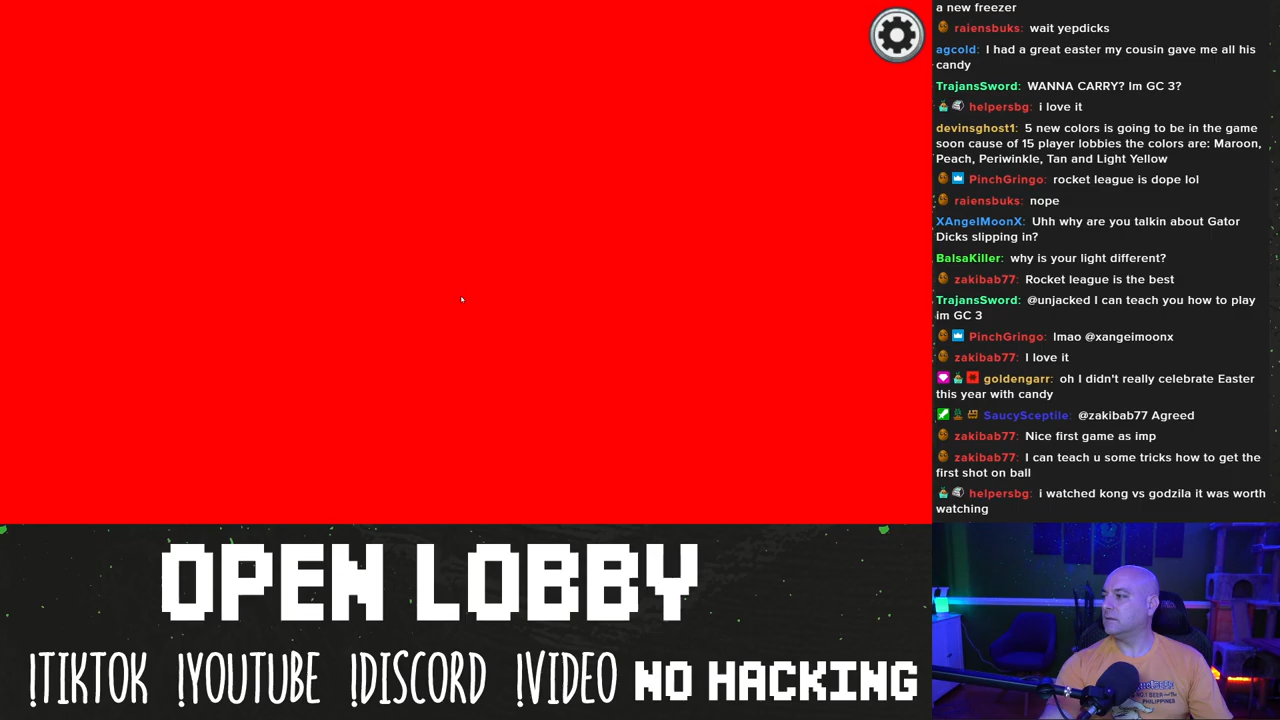 a new freezer
raiensbuks: wait yepdicks
agcold: I had a great easter my cousin gave me all his
candy
TrajansSword: WANNA CARRY? Im GC 3?
helpersbg: i love it
devinsghost1: 5 new colors is going to be in the game
soon cause of 15 player lobbies the colors are: Maroon,
Peach, Periwinkle, Tan and Light Yellow
PinchGringo: rocket league is dope lol
raiensbuks: nope
XAngelMoonX: Uhh why are you talkin about Gator
Dicks slipping in?
BalsaKiller: why is your light different?
zakibab77: Rocket league is the best
TrajansSword: @unjacked I can teach you how to play
im GC 3
PinchGringo: lmao @xangeimoonx
zakibab77: I love it
goldengarr: oh I didn't really celebrate Easter
this year with candy
SaucySceptile: @zakibab77 Agreed
zakibab77: Nice first game as imp
zakibab77: I can teach u some tricks how to get the
first shot on ball
helpersbg: i watched kong vs godzila it was worth
watching
OPEN LOBBY
!TIKTOK !YOUTUBE !DISCORD !VIDEO NO HACKING
PHILIPPINES